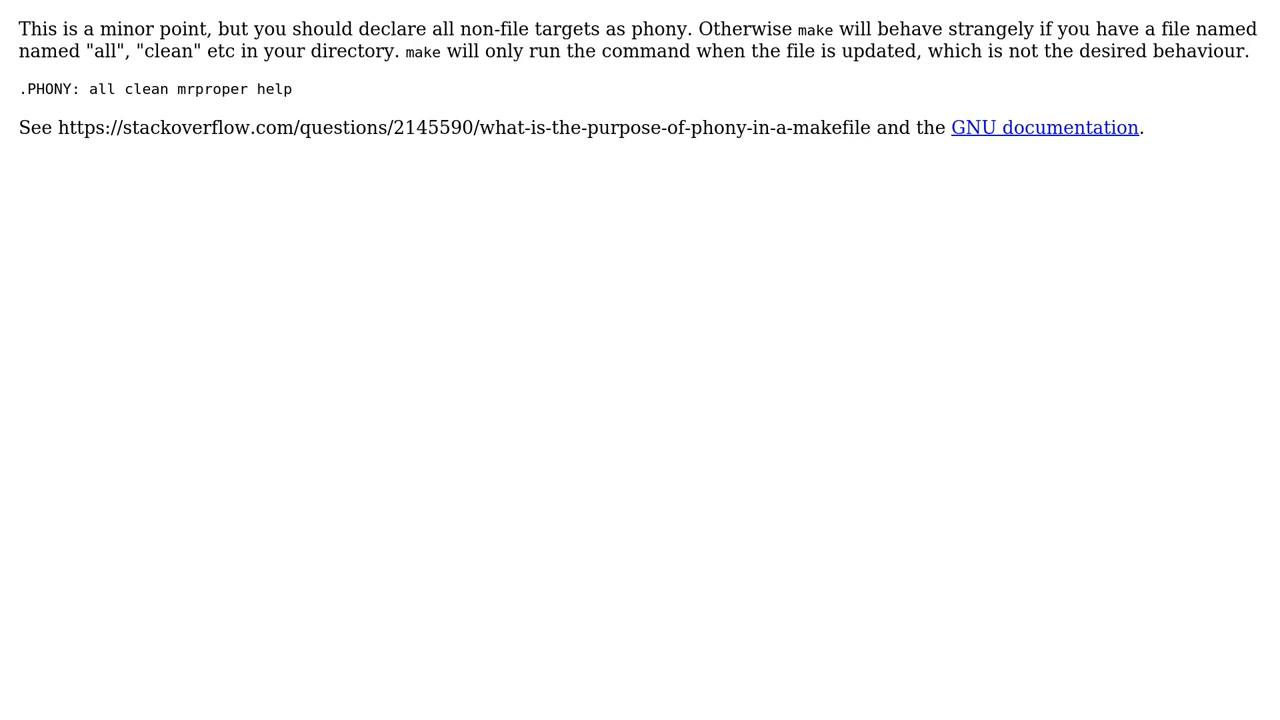 This is a minor point, but you should declare all non-file targets as phony. Otherwise make will behave strangely if you have a file named
named "all", "clean" etc in your directory. make will only run the command when the file is updated, which is not the desired behaviour.
.PHONY: all clean mrproper help
See https://stackoverflow.com/questions/2145590/what-is-the-purpose-of-phony-in-a-makefile and the GNU documentation.